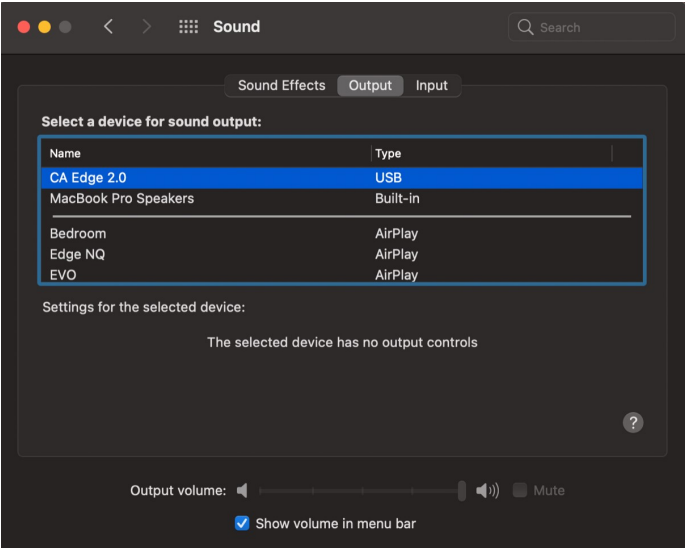 Sound
Search
Sound Effects Output Input
Select a device for sound output:
Name Type
CA Edge 2.0 USB
MacBook Pro Speakers Built-in
Bedroom AirPlay
Edge NQ AirPlay
EVO AirPlay
Settings for the selected device:
The selected device has no output controls
?
Output volume: Mute
Show volume in menu bar